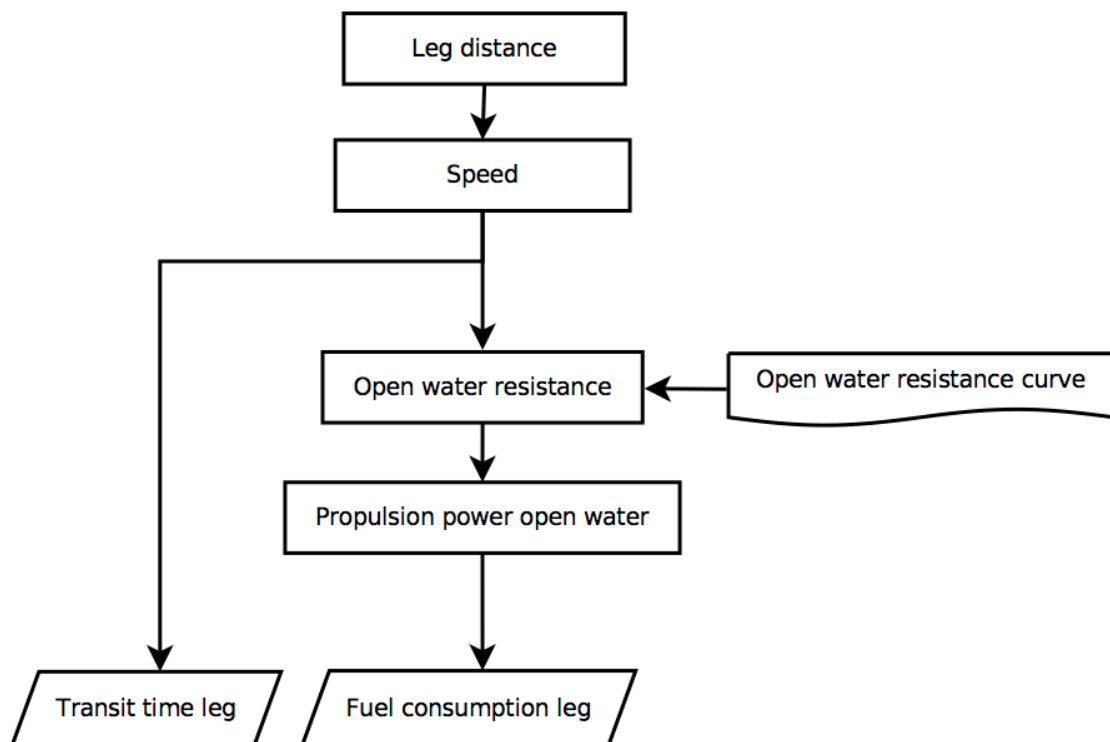 Leg distance
Speed
Open water resistance
Open water resistance curve
Propulsion power open water
Transit time leg
Fuel consumption leg